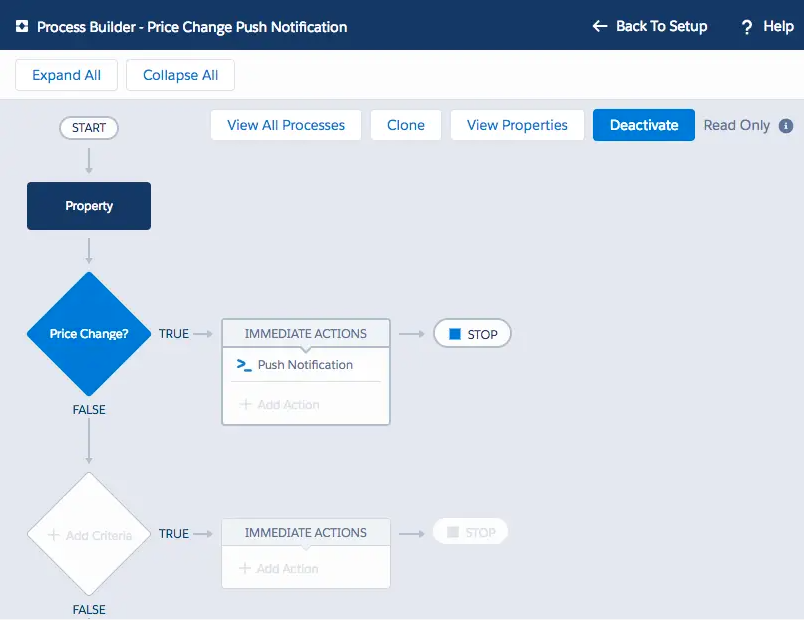 Process Builder - Price Change Push Notification
Back To Setup
? Help
Expand All
Collapse All
START
View All Processes
Clone
View Properties
Deactivate
Read Only
Property
Price Change?
TRUE
IMMEDIATE ACTIONS
STOP
Push Notification
+ Add Action
FALSE
+ Add Criteria
TRUE
IMMEDIATE ACTIONS
STOP
+ Add Action
FALSE